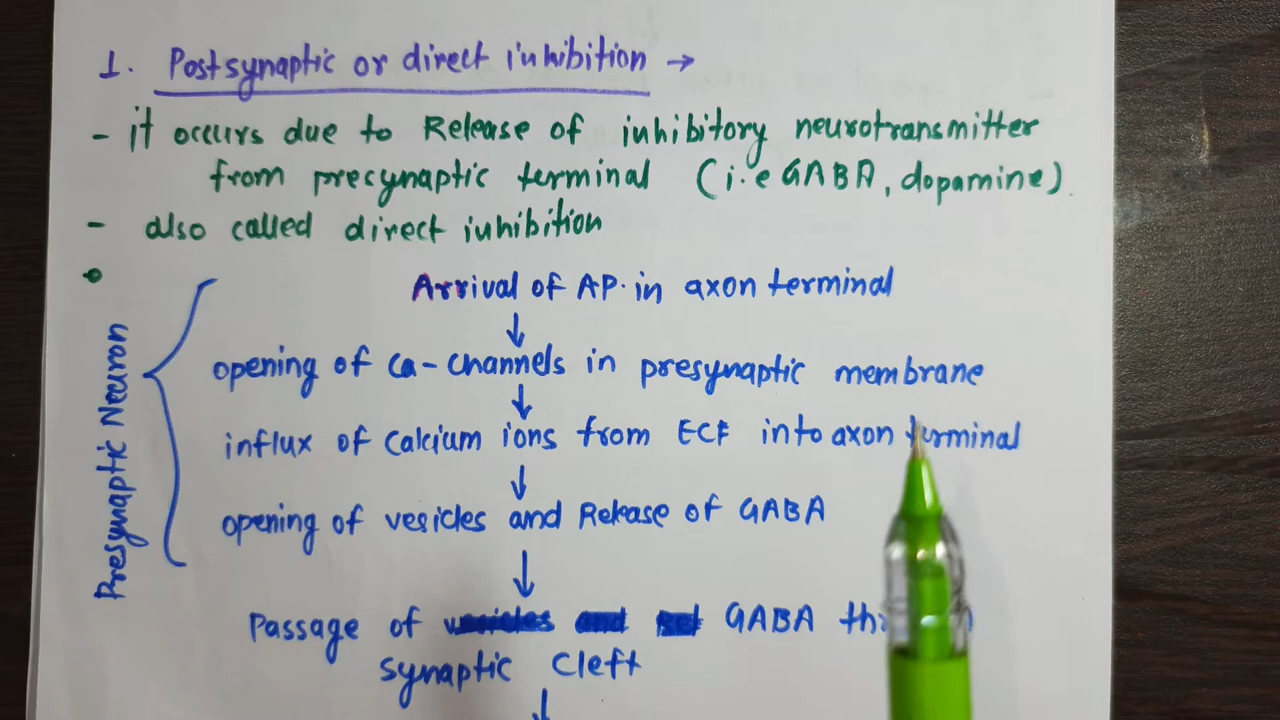 1. Postsynaptic or direct inhibition →
- it occurs due to Release of inhibitory neurotransmitter
from presynaptic terminal (i.e GABA, dopamine)
- also called direct inhibition
Presynaptic Neuron
Arrival of AP. in axon terminal
↓
opening of Ca-channels in presynaptic membrane
↓
influx of Calcium ions from ECF into axon terminal
↓
opening of vesicles and Release of GABA
↓
Passage of GABA
synaptic cleft
↓